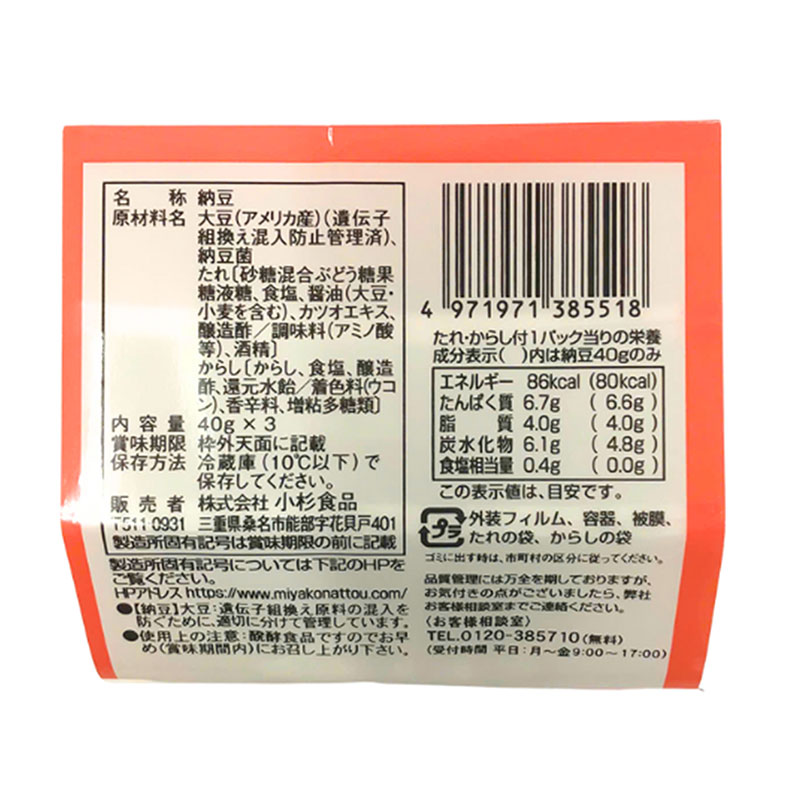 名称 納豆
原材料名 大豆(アメリカ産)(遺伝子
組換え混入防止管理済)、
納豆菌
たれ[砂糖混合ぶどう糖果
糖液糖、食塩、醤油(大豆・
小麦を含む)、カツオエキス、
醸造酢/調味料(アミノ酸
等)、酒精]
からし[からし、食塩、醸造
酢、還元水飴/着色料(ウコ
ン)、香辛料、増粘多糖類]
内容量 40g×3
賞味期限 枠外天面に記載
保存方法 冷蔵庫(10℃以下)で
保存してください。
販売者 株式会社 小杉食品
〒511-0931 三重県桑名市能部字花貝戸401
製造所固有記号は賞味期限の前に記載
製造所固有記号については下記のHPを
ご覧ください。
HPアドレス https://www.miyakonattou.com/
●【納豆】大豆:遺伝子組換え原料の混入を
防ぐために、適切に分けて管理しています。
●使用上の注意:醗酵食品ですのでお早
め(賞味期間内)にお召し上がり下さい。
4 971971 385518
たれ・からし付1パック当りの栄養
成分表示( )内は納豆40gのみ
エネルギー 86kcal (80kcal)
たんぱく質 6.7g (6.6g)
脂質 4.0g (4.0g)
炭水化物 6.1g (4.8g)
食塩相当量 0.4g (0.0g)
この表示値は、目安です。
プラ 外装フィルム、容器、被膜、
たれの袋、からしの袋
ゴミに出す時は、市町村の区分に従ってください。
品質管理には万全を期しておりますが、
お気付きの点がございましたら、弊社
お客様相談室までご連絡ください。
〈お客様相談室〉
TEL.0120-385710(無料)
(受付時間 平日:月〜金9:00〜17:00)